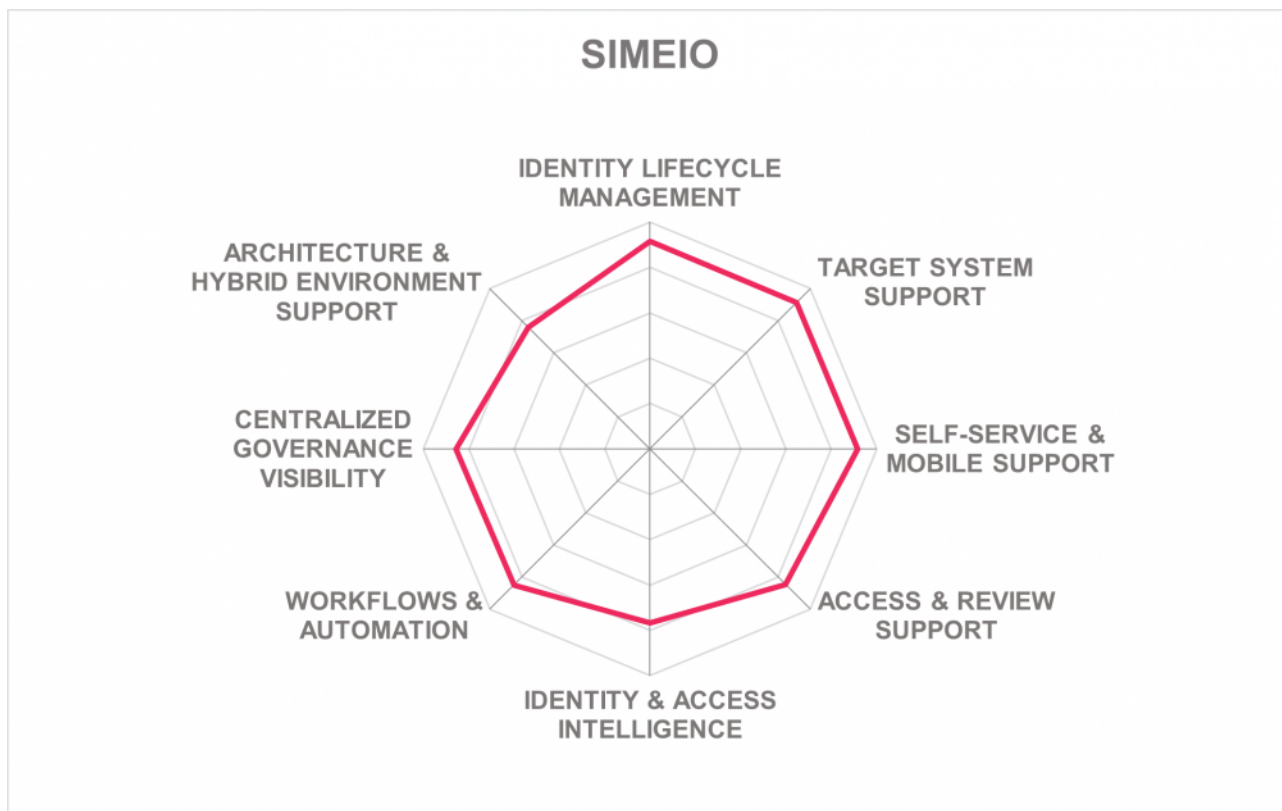 SIMEIO
IDENTITY LIFECYCLE
MANAGEMENT
ARCHITECTURE &
HYBRID ENVIRONMENT
SUPPORT
TARGET SYSTEM
SUPPORT
CENTRALIZED
GOVERNANCE
VISIBILITY
SELF-SERVICE &
MOBILE SUPPORT
WORKFLOWS &
AUTOMATION
ACCESS & REVIEW
SUPPORT
IDENTITY & ACCESS
INTELLIGENCE